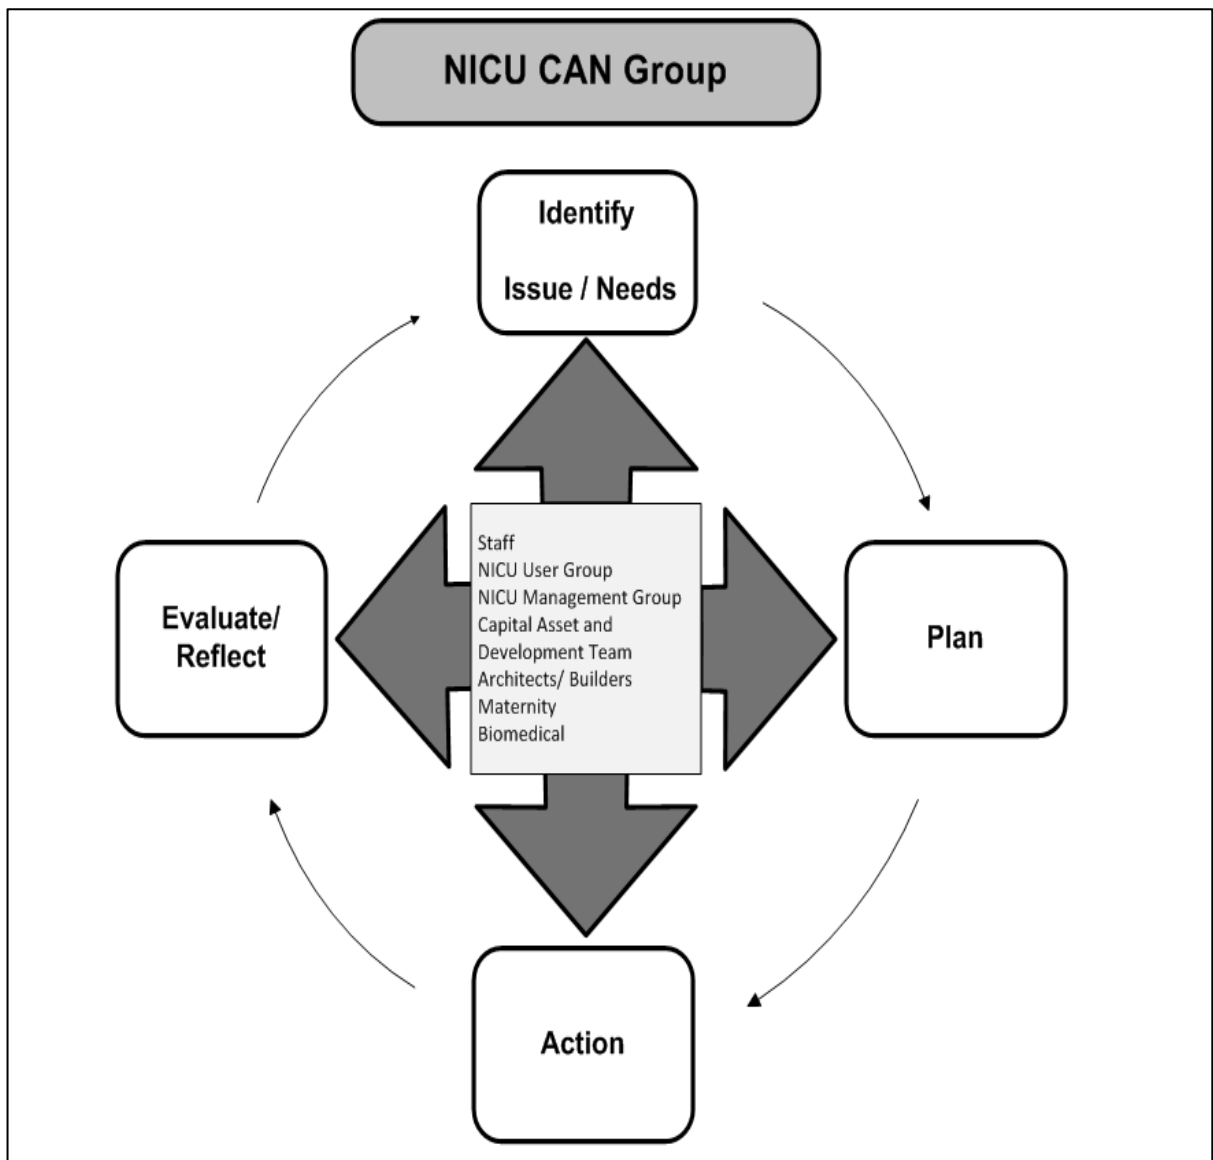 NICU CAN Group
Identify
Issue / Needs
Evaluate/
Reflect
Staff
NICU User Group
NICU Management Group
Capital Asset and
Development Team
Architects/ Builders
Maternity
Biomedical
Plan
Action